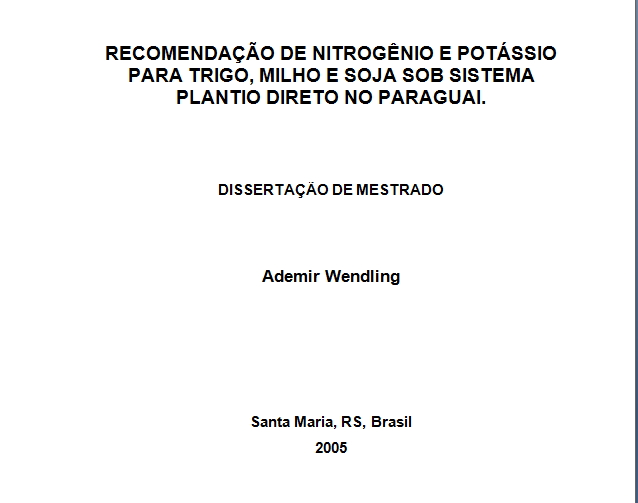 RECOMENDAÇÃO DE NITROGÊNIO E POTÁSSIO
PARA TRIGO, MILHO E SOJA SOB SISTEMA
PLANTIO DIRETO NO PARAGUAI.
DISSERTAÇÃO DE MESTRADO
Ademir Wendling
Santa Maria, RS, Brasil
2005